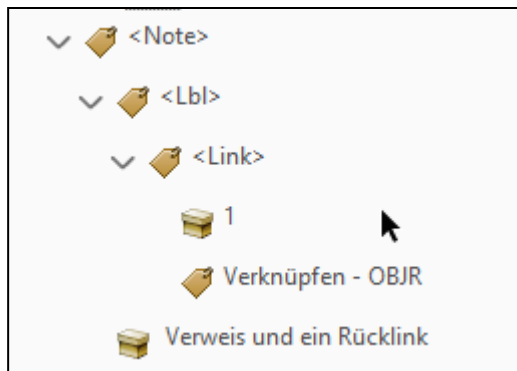 <Note>
<Lbl>
<Link>
1
Verknüpfen - OBJR
Verweis und ein Rücklink